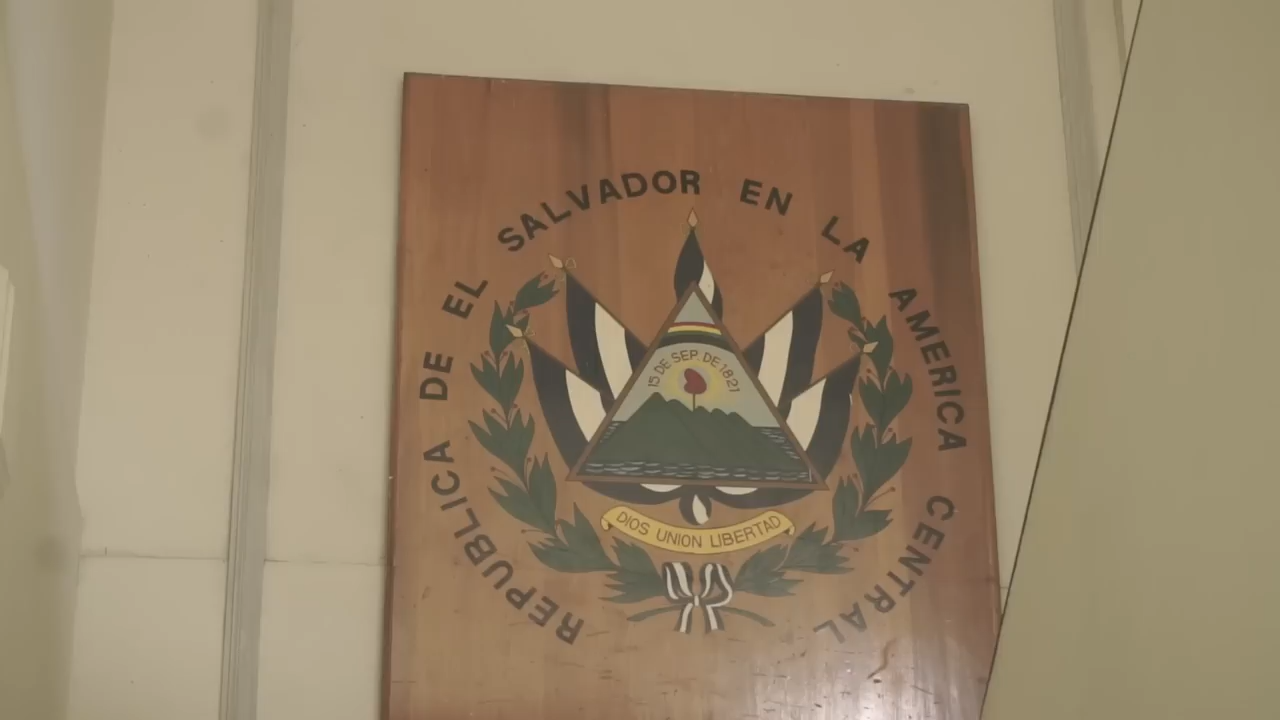 REPUBLICA DE EL SALVADOR EN LA AMERICA CENTRAL
15 DE SEP. DE 1821
DIOS UNION LIBERTAD